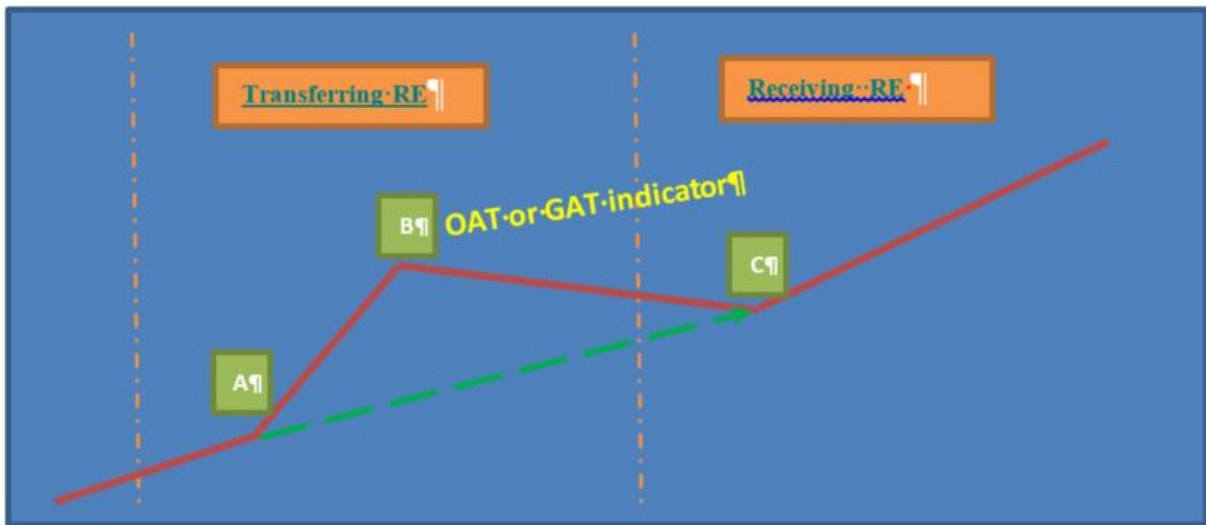 Transferring·RE¶
Receiving··RE·¶
B¶
OAT·or·GAT·indicator¶
C¶
A¶